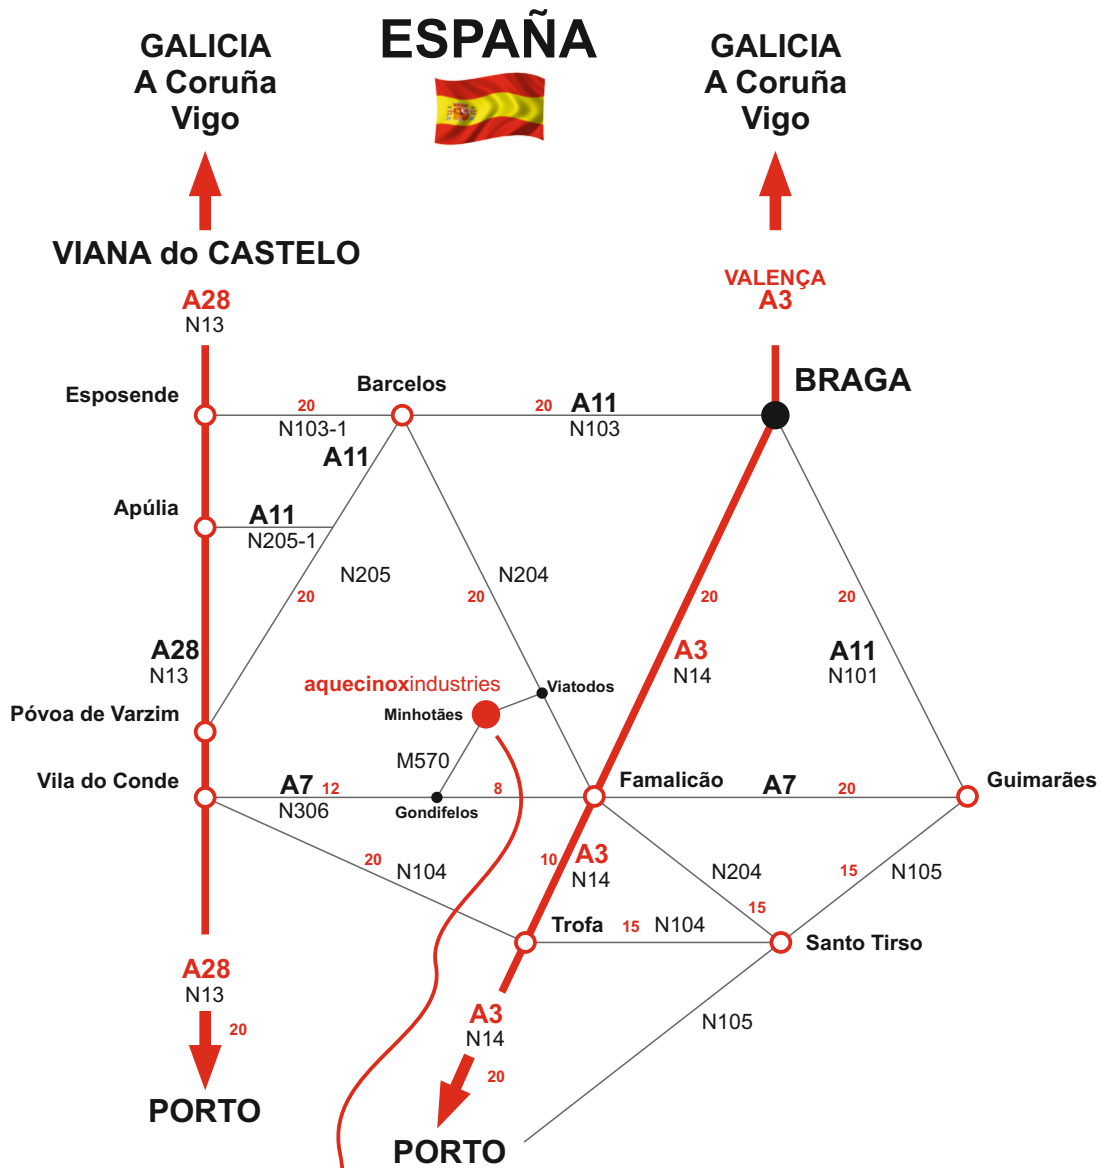 ESPAÑA
GALICIA
A Coruña
Vigo
GALICIA
A Coruña
Vigo
VIANA do CASTELO
A28
N13
VALENÇA
A3
Esposende
Barcelos
BRAGA
20
N103-1
20
A11
N103
A11
Apúlia
A11
N205-1
N205
20
N204
20
20
20
A28
N13
A3
N14
A11
N101
aquecinoxindustries
Viatodos
Minhotães
Póvoa de Varzim
M570
Vila do Conde
A7
12
N306
8
Gondifelos
Famalicão
A7
20
Guimarães
20
N104
10
A3
N14
N204
15
N105
15
Trofa
15
N104
Santo Tirso
A28
N13
20
A3
N14
20
N105
PORTO
PORTO